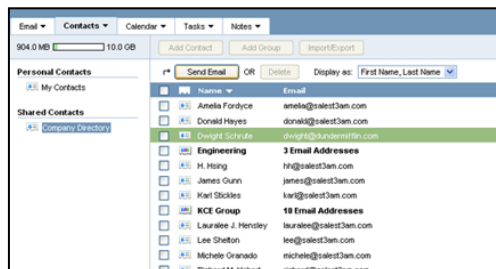 Email Contacts Calendar Tasks Notes
904.0 MB 10.0 GB Add Contact Add Group Import/Export
Personal Contacts
My Contacts
Shared Contacts
Company Directory
Send Email OR Delete Display as: First Name, Last Name
Name Email
Amelia Fordyce amelia@salest3am.com
Donald Hayes donald@salest3am.com
Dwight Schrute dwight@dundermifflin.com
Engineering 3 Email Addresses
H. Hsing hh@salest3am.com
James Gunn james@salest3am.com
Karl Stickles karl@salest3am.com
KCE Group 10 Email Addresses
Lauralee J. Hensley lauralee@salest3am.com
Lee Shelton lee@salest3am.com
Michele Granado michele@salest3am.com